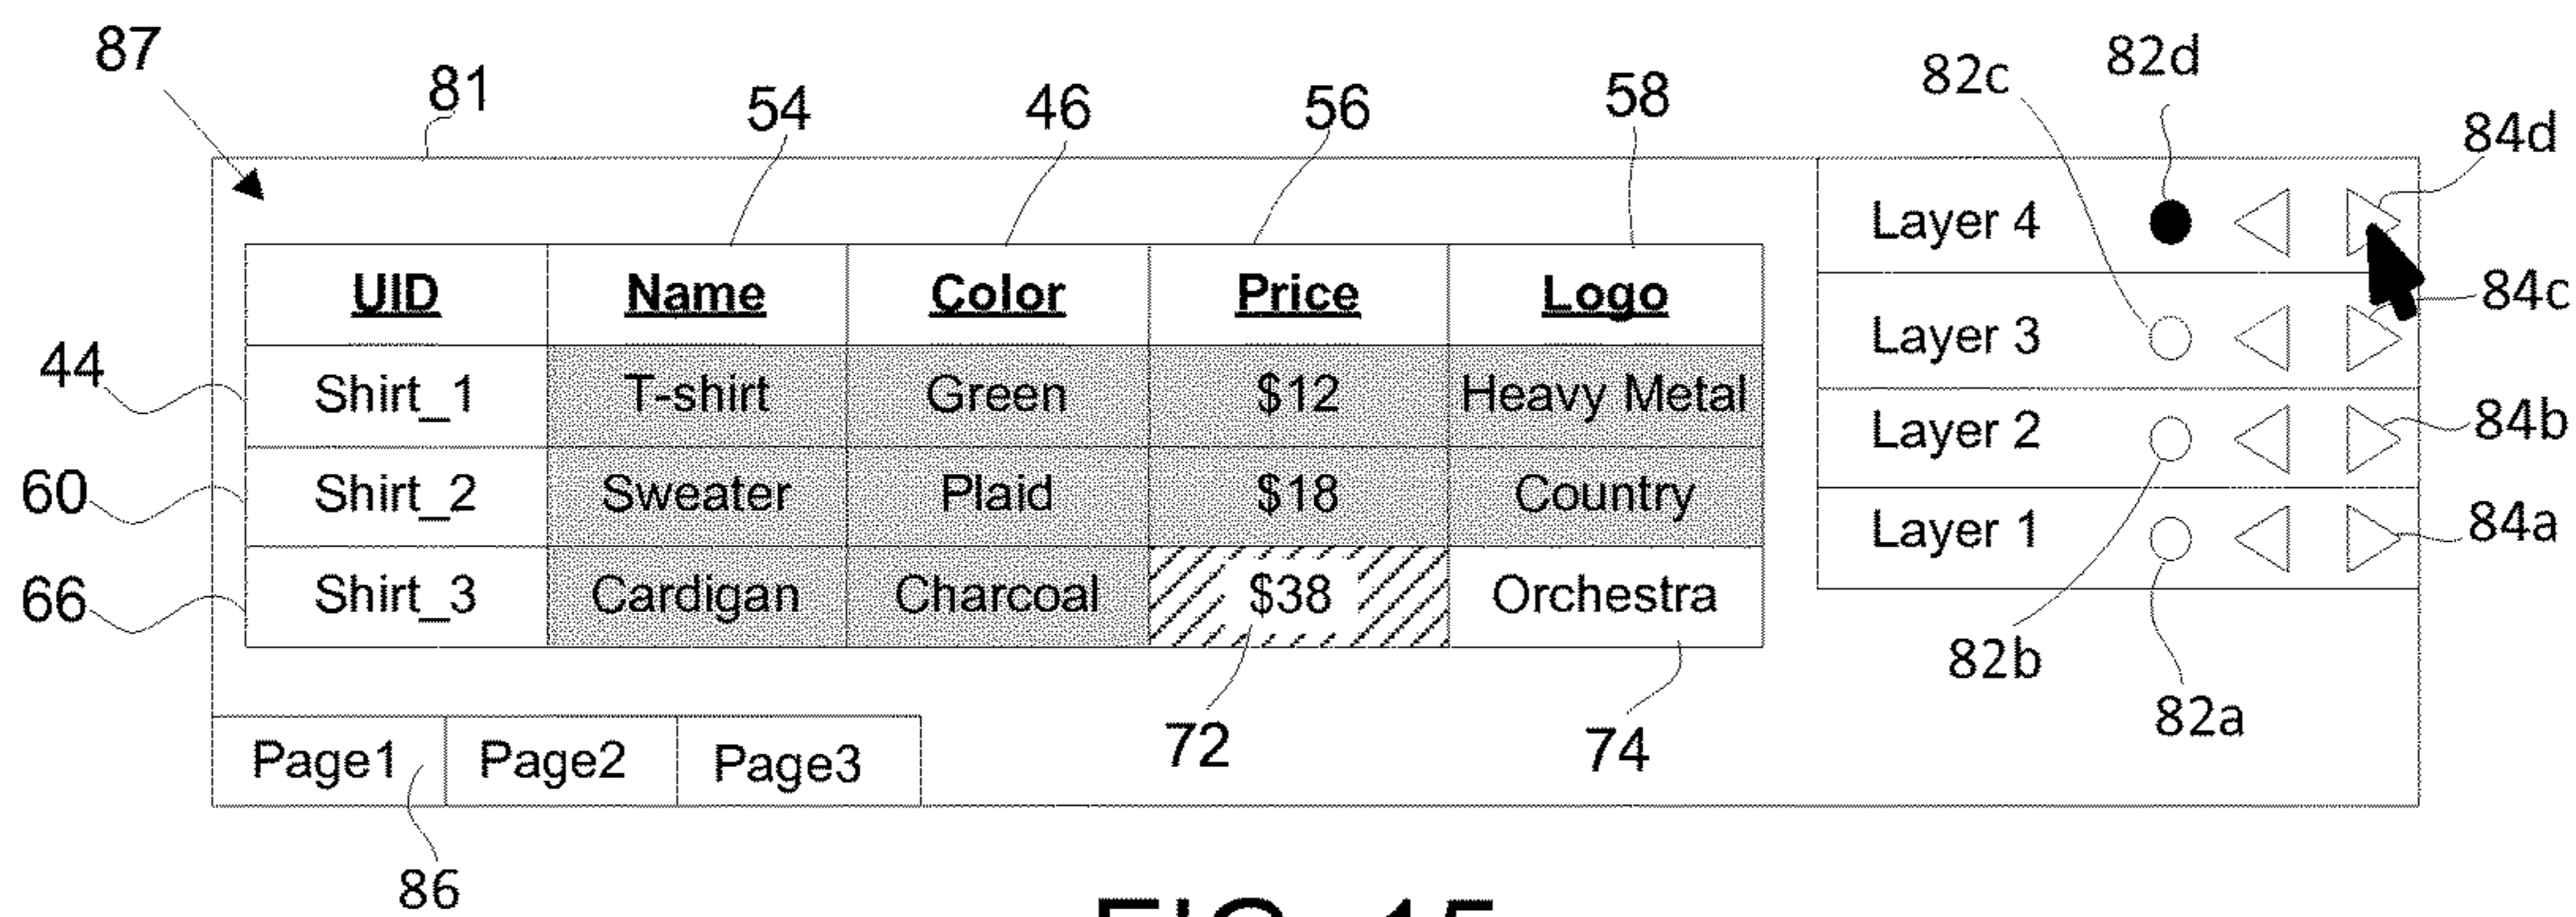 87
81
54
46
56
58
82c
82d
84d
UID Name Color Price Logo
Layer 4
84c
44
Shirt_1 T-shirt Green $12 Heavy Metal
Layer 3
60
Shirt_2 Sweater Plaid $18 Country
Layer 2
84b
66
Shirt_3 Cardigan Charcoal $38 Orchestra
Layer 1
84a
82b
82a
72
74
Page1 Page2 Page3
86
FIG. 15